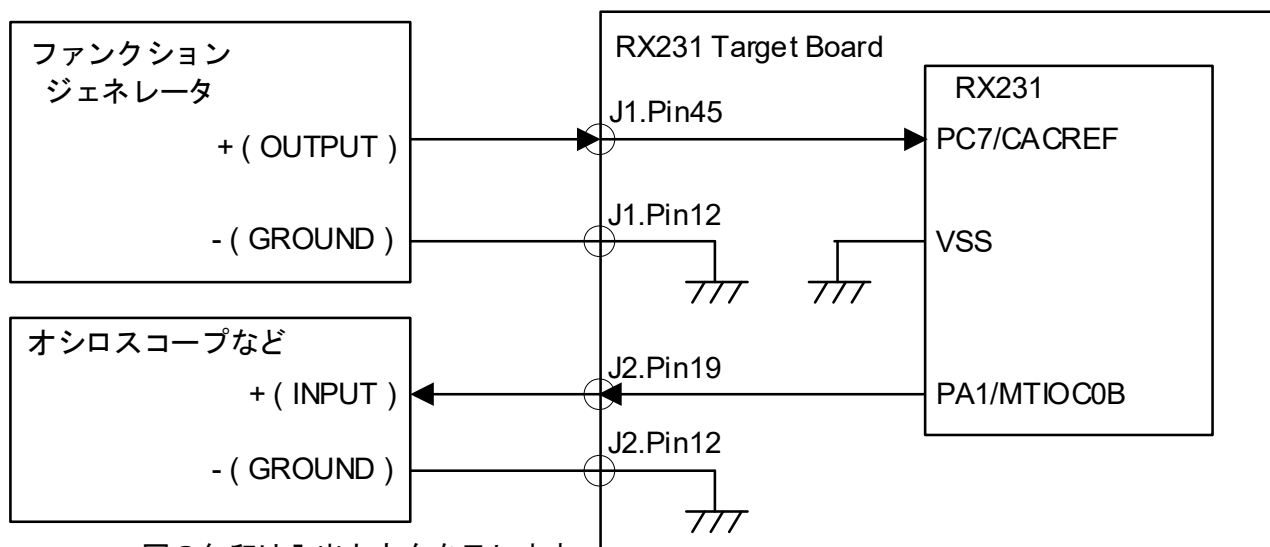 ファンクション
ジェネレータ
+ ( OUTPUT )
- ( GROUND )
オシロスコープなど
+ ( INPUT )
- ( GROUND )
RX231 Target Board
J1.Pin45
J1.Pin12
J2.Pin19
J2.Pin12
RX231
PC7/CACREF
VSS
PA1/MTIOC0B